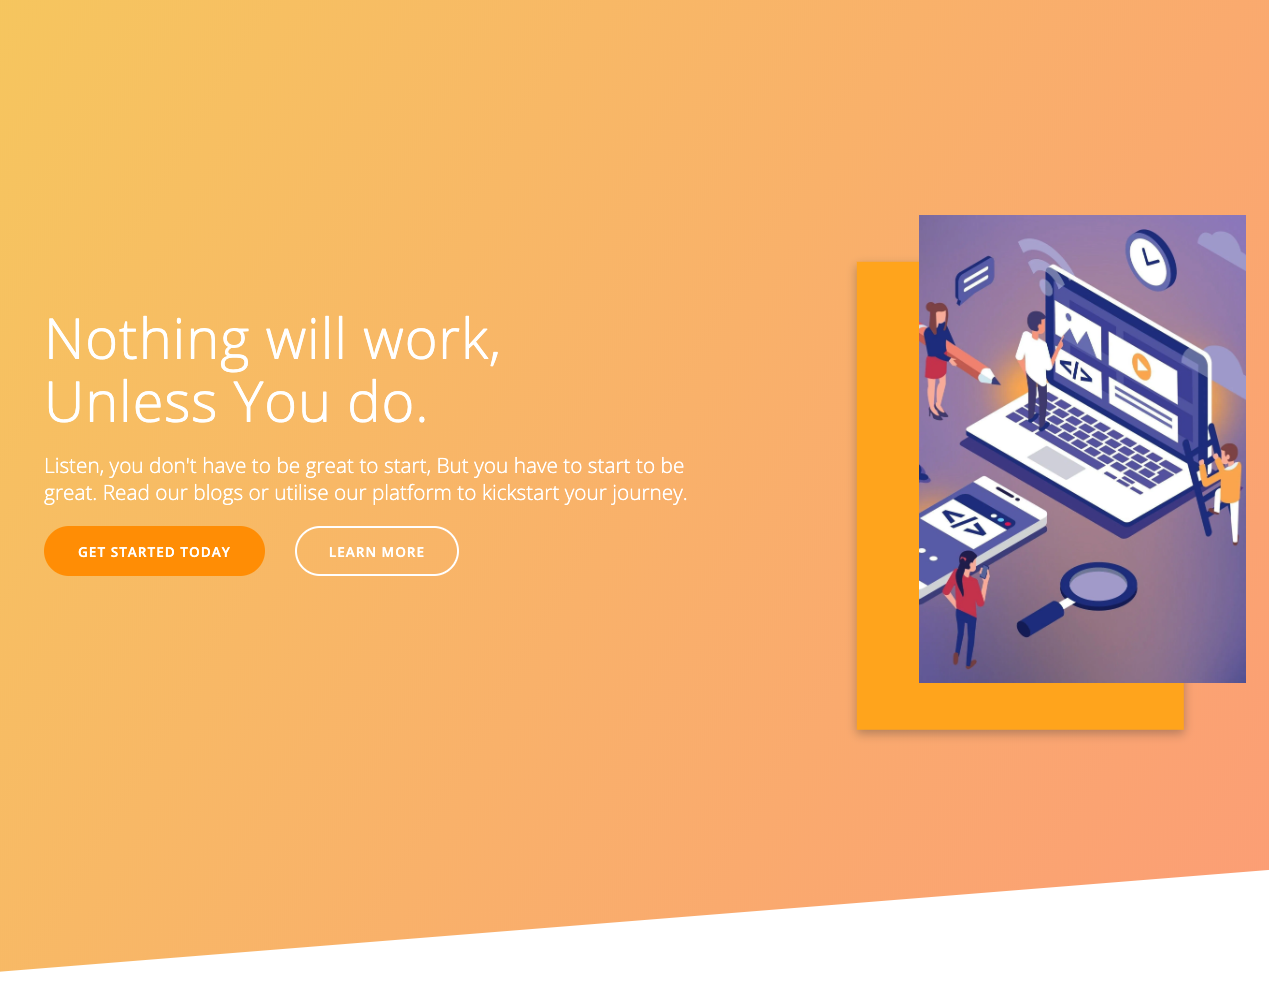 Nothing will work,
Unless You do.
Listen, you don't have to be great to start, But you have to start to be
great. Read our blogs or utilise our platform to kickstart your journey.
GET STARTED TODAY
LEARN MORE
</>
</>